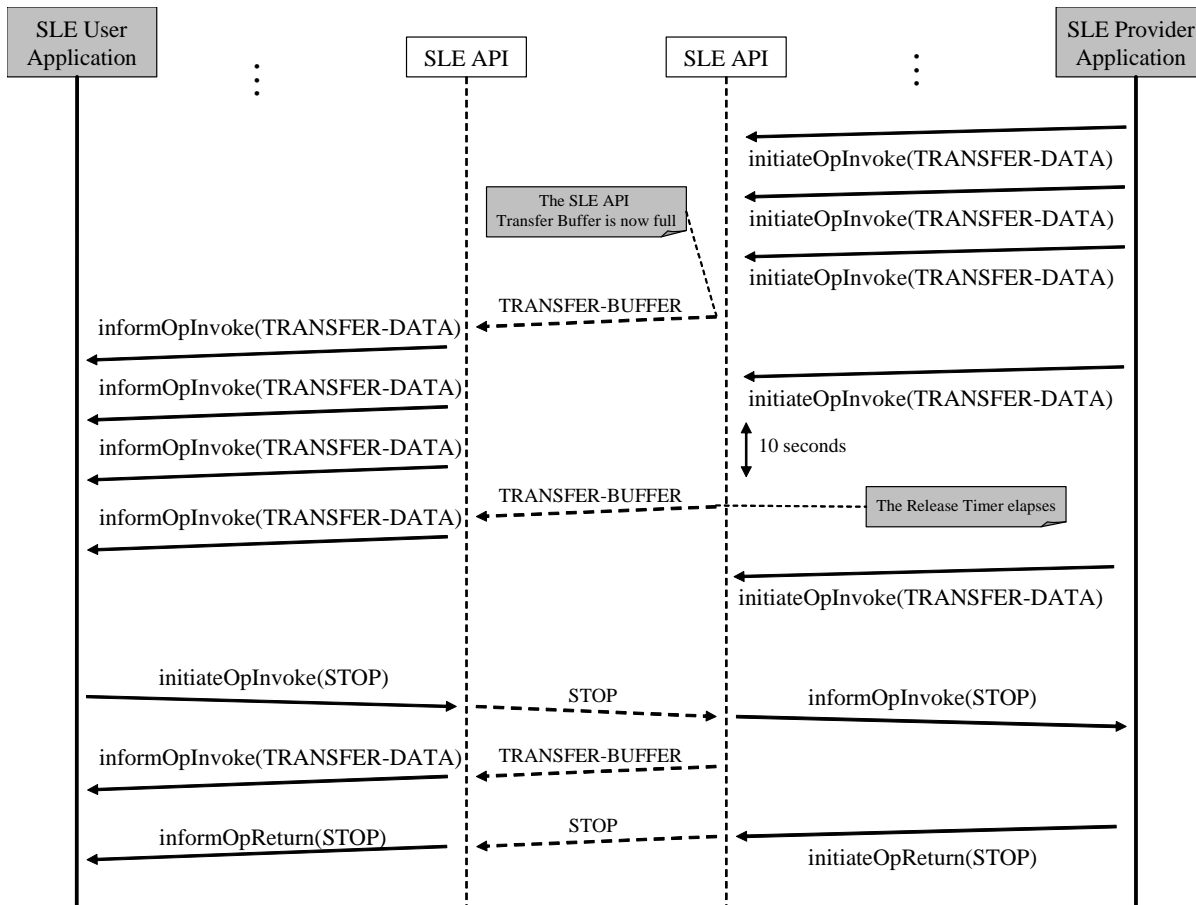 SLE User
Application
SLE API
SLE API
SLE Provider
Application
initiateOpInvoke(TRANSFER-DATA)
The SLE API
Transfer Buffer is now full
initiateOpInvoke(TRANSFER-DATA)
initiateOpInvoke(TRANSFER-DATA)
TRANSFER-BUFFER
informOpInvoke(TRANSFER-DATA)
informOpInvoke(TRANSFER-DATA)
initiateOpInvoke(TRANSFER-DATA)
10 seconds
informOpInvoke(TRANSFER-DATA)
TRANSFER-BUFFER
The Release Timer elapses
informOpInvoke(TRANSFER-DATA)
initiateOpInvoke(TRANSFER-DATA)
initiateOpInvoke(STOP)
STOP
informOpInvoke(STOP)
informOpInvoke(TRANSFER-DATA)
TRANSFER-BUFFER
STOP
informOpReturn(STOP)
initiateOpReturn(STOP)